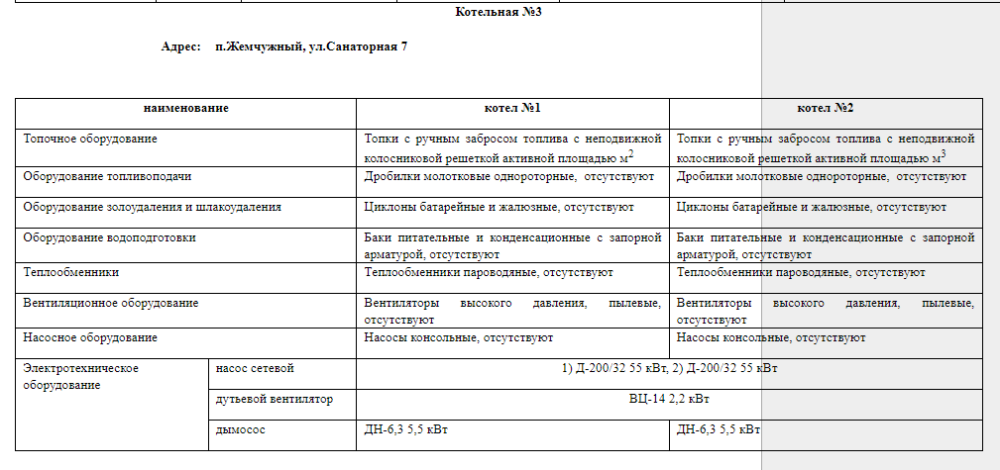 Котельная №3
Адрес: п.Жемчужный, ул.Санаторная 7
наименование котел №1 котел №2
Топочное оборудование Топки с ручным забросом топлива с неподвижной Топки с ручным забросом топлива с неподвижной
колосниковой решеткой активной площадью м2 колосниковой решеткой активной площадью м3
Оборудование топливоподачи Дробилки молотковые однороторные, отсутствуют Дробилки молотковые однороторные, отсутствуют
Оборудование золоудаления и шлакоудаления Циклоны батарейные и жалюзные, отсутствуют Циклоны батарейные и жалюзные, отсутствуют
Оборудование водоподготовки Баки питательные и конденсационные с запорной Баки питательные и конденсационные с запорной
арматурой, отсутствуют арматурой, отсутствуют
Теплообменники Теплообменники пароводяные, отсутствуют Теплообменники пароводяные, отсутствуют
Вентиляционное оборудование Вентиляторы высокого давления, пылевые, Вентиляторы высокого давления, пылевые,
отсутствуют отсутствуют
Насосное оборудование Насосы консольные, отсутствуют Насосы консольные, отсутствуют
Электротехническое насос сетевой 1) Д-200/32 55 кВт, 2) Д-200/32 55 кВт
оборудование
дутьевой вентилятор ВЦ-14 2,2 кВт
дымосос ДН-6,3 5,5 кВт ДН-6,3 5,5 кВт